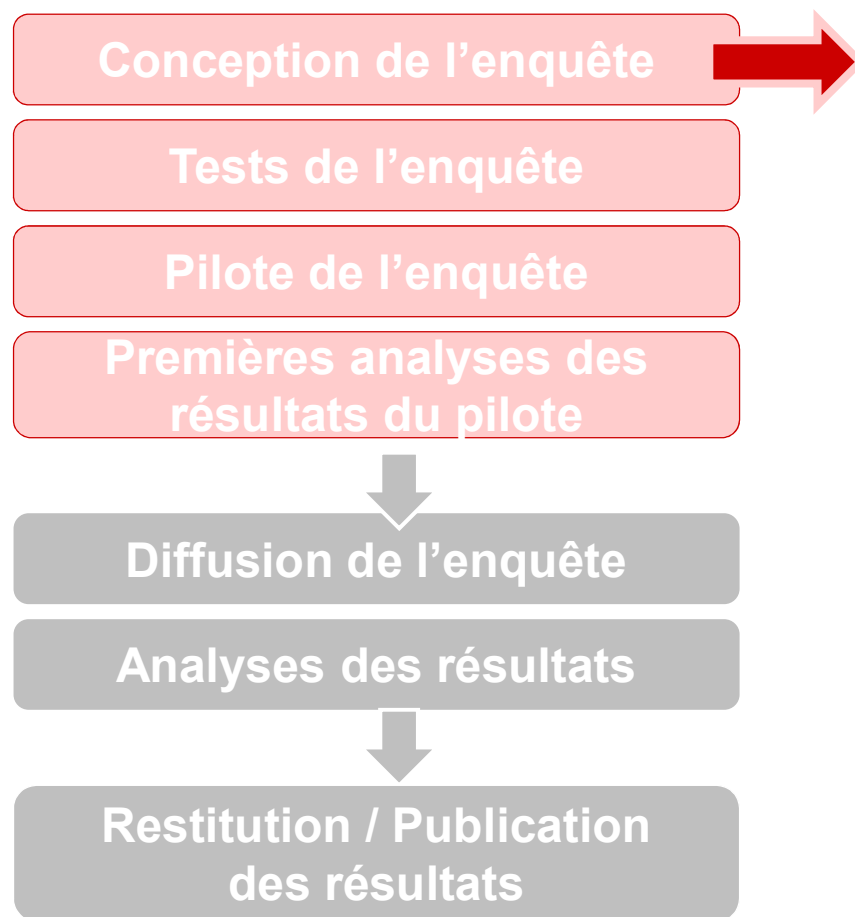 Conception de l’enquête
Tests de l’enquête
Pilote de l’enquête
Premières analyses des
résultats du pilote
Diffusion de l’enquête
Analyses des résultats
Restitution / Publication
des résultats